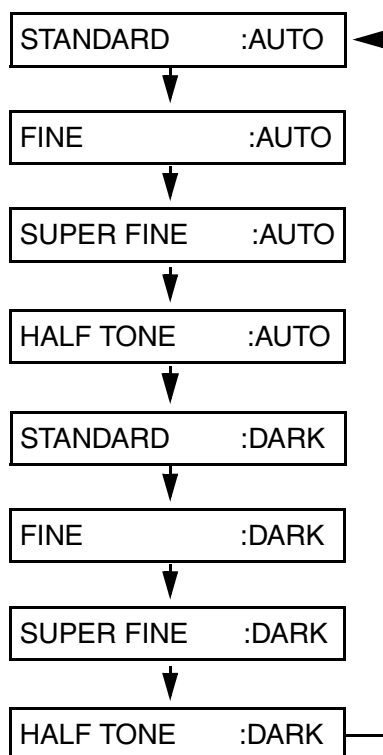 STANDARD :AUTO
FINE :AUTO
SUPER FINE :AUTO
HALF TONE :AUTO
STANDARD :DARK
FINE :DARK
SUPER FINE :DARK
HALF TONE :DARK